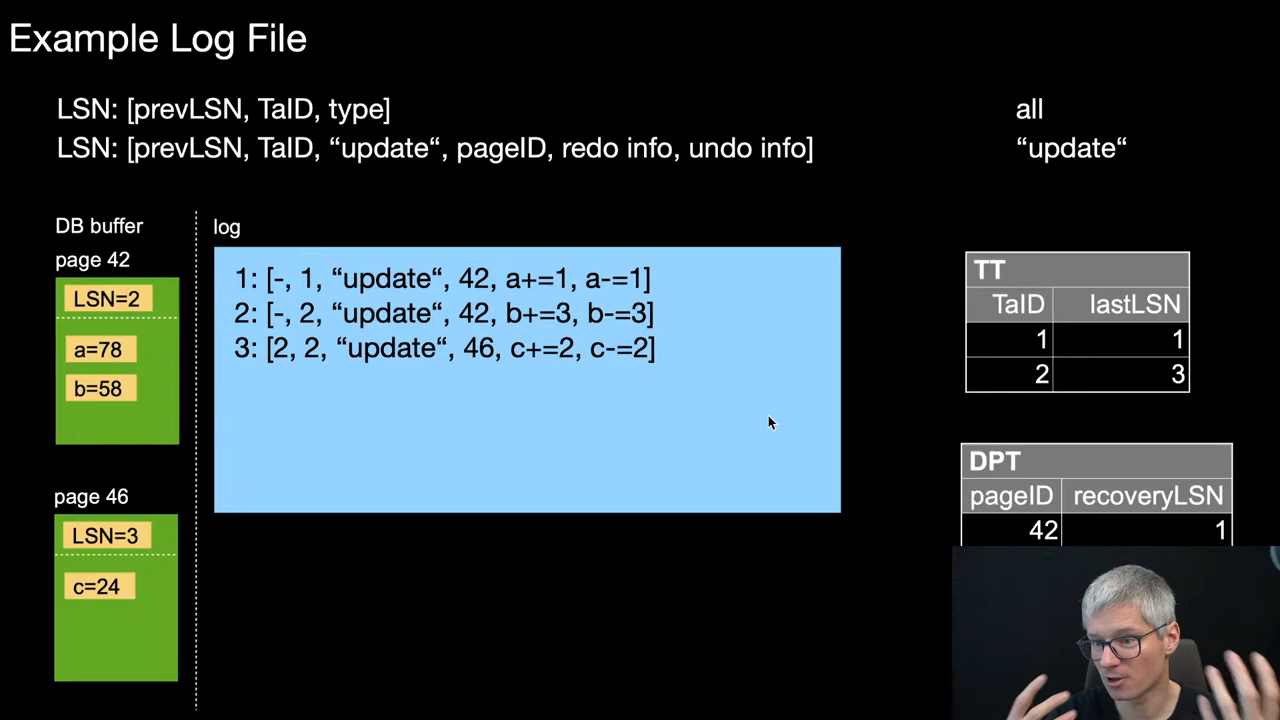 Example Log File
LSN: [prevLSN, TaID, type] all
LSN: [prevLSN, TaID, “update“, pageID, redo info, undo info] “update“
DB buffer
page 42
LSN=2
a=78
b=58
page 46
LSN=3
c=24
log
1: [-, 1, “update“, 42, a+=1, a-=1]
2: [-, 2, “update“, 42, b+=3, b-=3]
3: [2, 2, “update“, 46, c+=2, c-=2]
TT
TaID lastLSN
1 1
2 3
DPT
pageID recoveryLSN
42 1